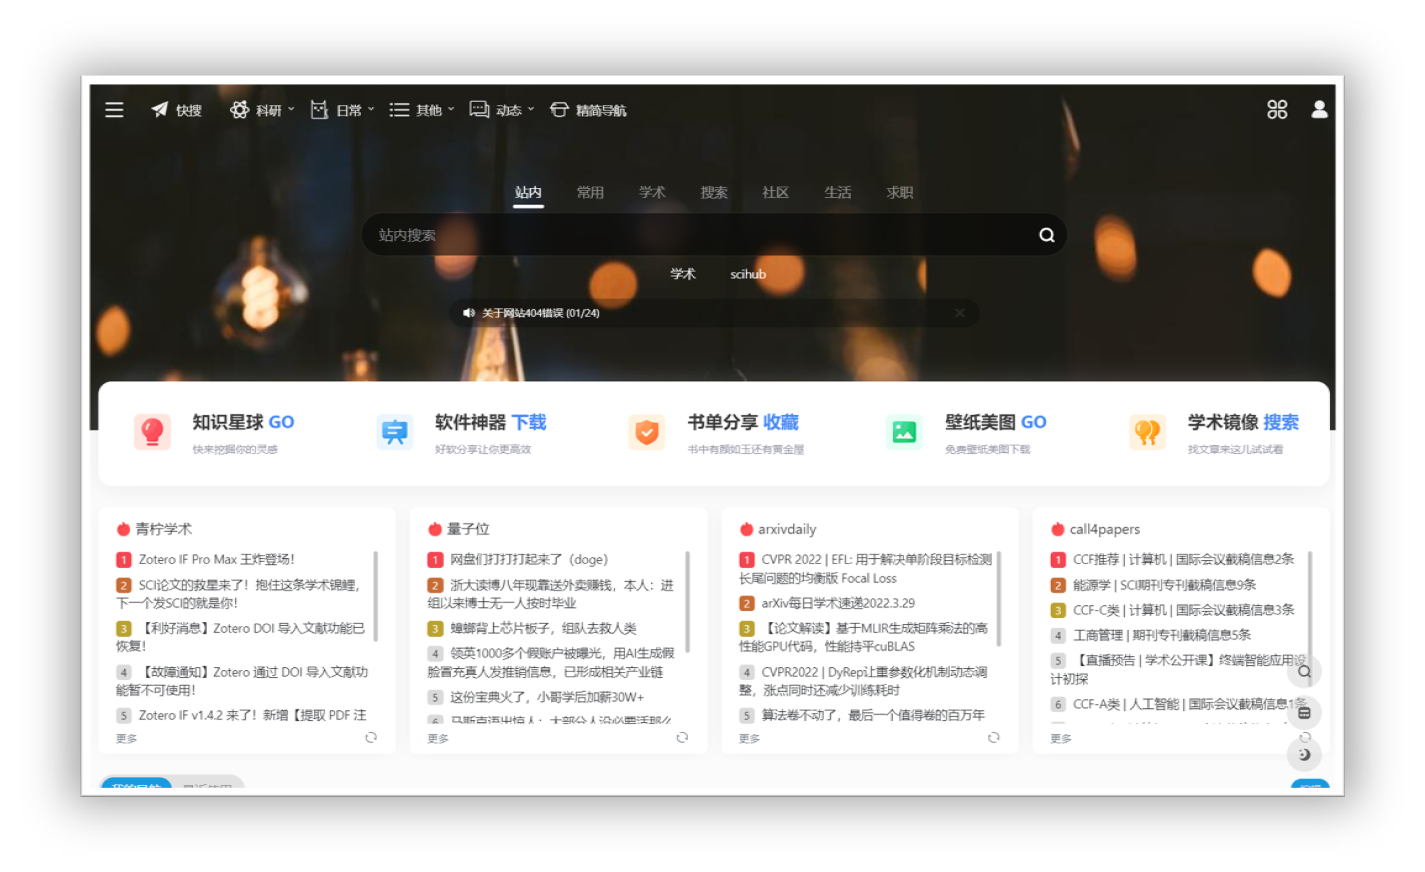 快搜 科研 日常 其他 动态 精简导航
站内 常用 学术 搜索 社区 生活 求职
站内搜索
学术 scihub
关于网站404错误 (01/24)
知识星球 GO
快来挖掘你的灵感
软件神器 下载
好软分享让你更高效
书单分享 收藏
书中有颜如玉还有黄金屋
壁纸美图 GO
免费壁纸美图下载
学术镜像 搜索
找文章来这儿试试看
青柠学术
1 Zotero IF Pro Max 王炸登场！
2 SCI论文的救星来了！抱住这条学术锦鲤，
下一个发SCI的就是你！
3 【利好消息】Zotero DOI 导入文献功能已
恢复！
4 【故障通知】Zotero 通过 DOI 导入文献功
能暂不可使用！
5 Zotero IF v1.4.2 来了！新增【提取 PDF 注
更多
量子位
1 网盘们打打打起来了（doge）
2 浙大读博八年现靠送外卖赚钱，本人：进
组以来博士无一人按时毕业
3 蟑螂背上芯片板子，组队去救人类
4 领英1000多个假账户被曝光，用AI生成假
脸冒充真人发推销信息，已形成相关产业链
5 这份宝典火了，小哥学后加薪30W+
6 马斯克语出惊人：大部分人没必要活那么
更多
arxivdaily
1 CVPR 2022 | EFL: 用于解决单阶段目标检测
长尾问题的均衡版 Focal Loss
2 arXiv每日学术速递2022.3.29
3 【论文解读】基于MLIR生成矩阵乘法的高
性能GPU代码，性能持平cuBLAS
4 CVPR2022 | DyRep让重参数化机制动态调
整，涨点同时还减少训练耗时
5 算法卷不动了，最后一个值得卷的百万年
更多
call4papers
1 CCF推荐 | 计算机 | 国际会议截稿信息2条
2 能源学 | SCI期刊专刊截稿信息9条
3 CCF-C类 | 计算机 | 国际会议截稿信息3条
4 工商管理 | 期刊专刊截稿信息5条
5 【直播预告 | 学术公开课】终端智能应用设
计初探
6 CCF-A类 | 人工智能 | 国际会议截稿信息1条
更多
我的导航 最近使用